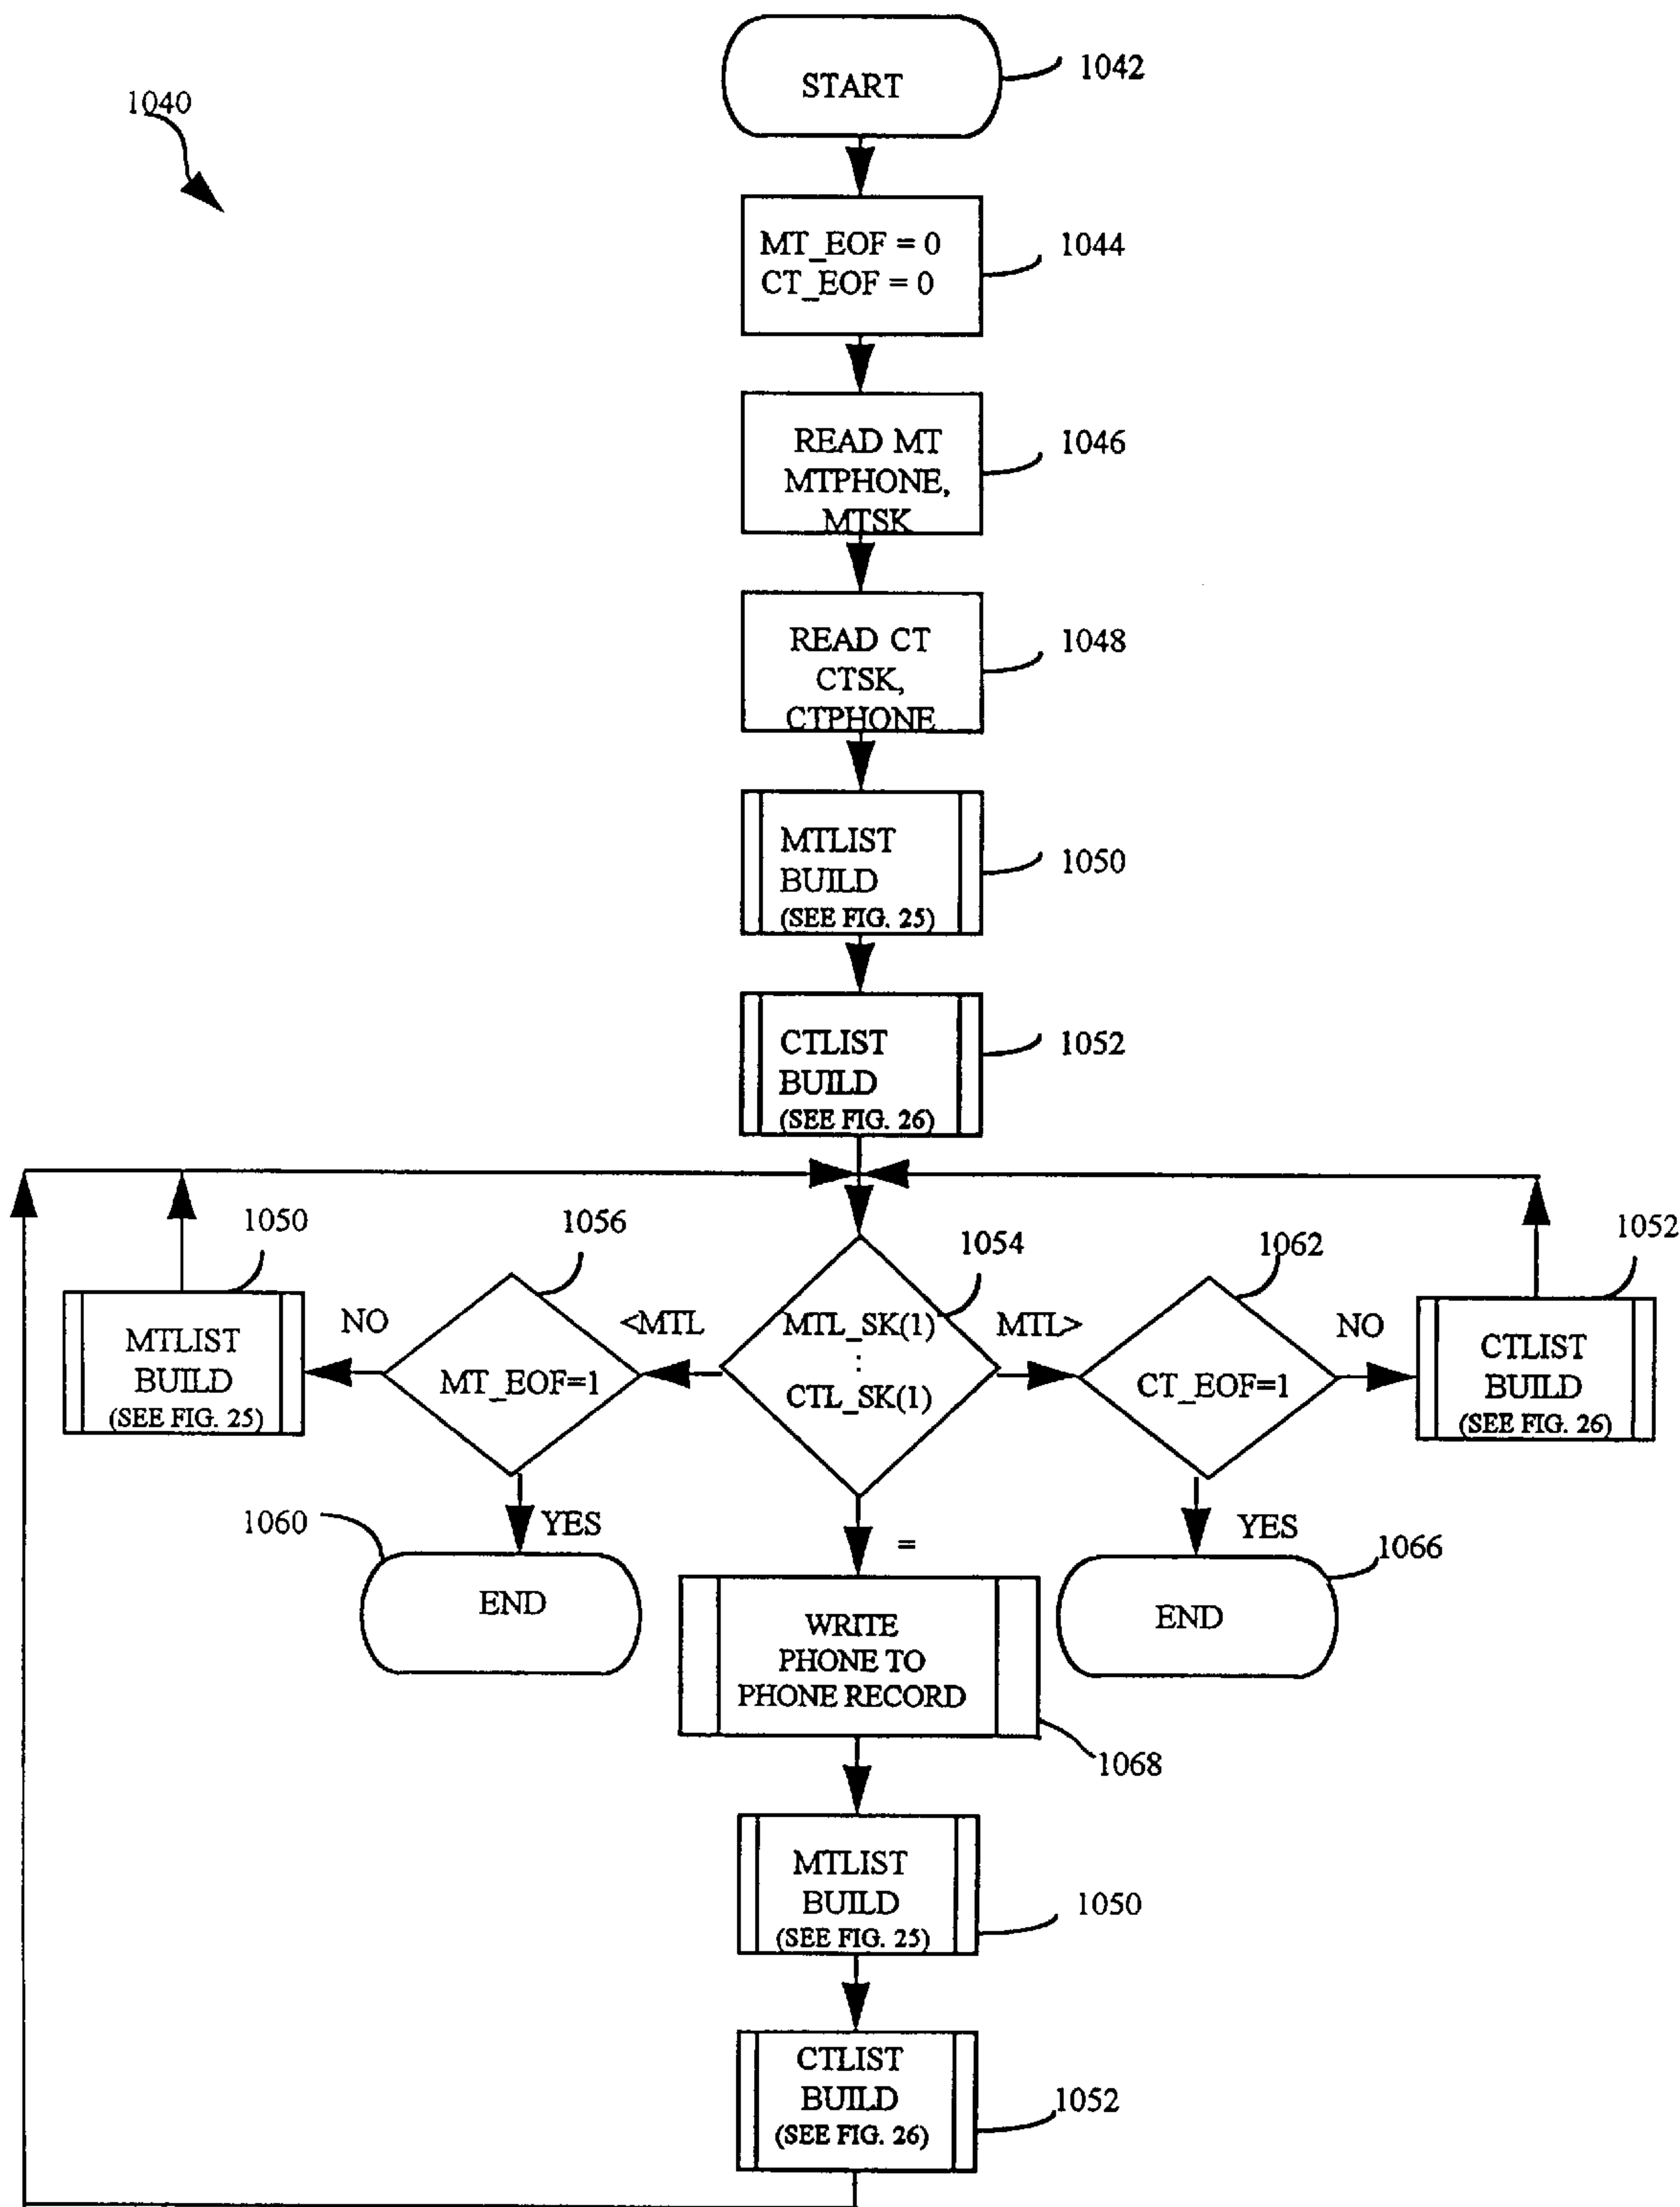 START
1042
1040
MT_EOF = 0
CT_EOF = 0
1044
READ MT
MTPHONE,
MTSK
1046
READ CT
CTSK,
CTPHONE
1048
MTLIST
BUILD
(SEE FIG. 25)
1050
CTLIST
BUILD
(SEE FIG. 26)
1052
1050
MTLIST
BUILD
(SEE FIG. 25)
NO
1056
MT_EOF=1
<MTL
1054
MTL_SK(1)
:
CTL_SK(1)
MTL>
1062
CT_EOF=1
NO
1052
CTLIST
BUILD
(SEE FIG. 26)
YES
1060
END
=
YES
1066
END
WRITE
PHONE TO
PHONE RECORD
1068
MTLIST
BUILD
(SEE FIG. 25)
1050
CTLIST
BUILD
(SEE FIG. 26)
1052